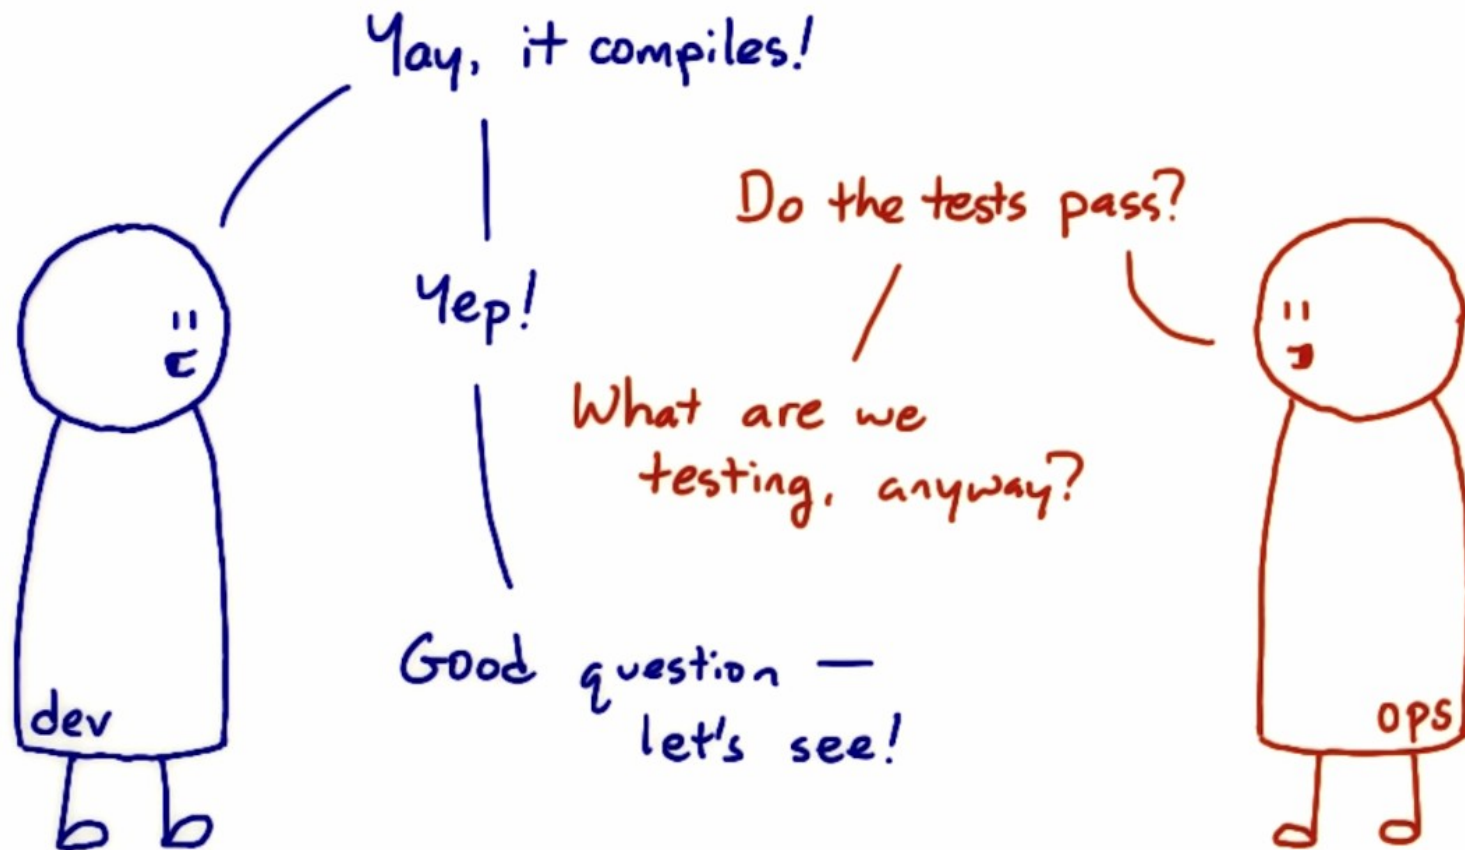 Yay, it compiles!
Do the tests pass?
Yep!
What are we
testing, anyway?
Good question —
let's see!
dev
ops